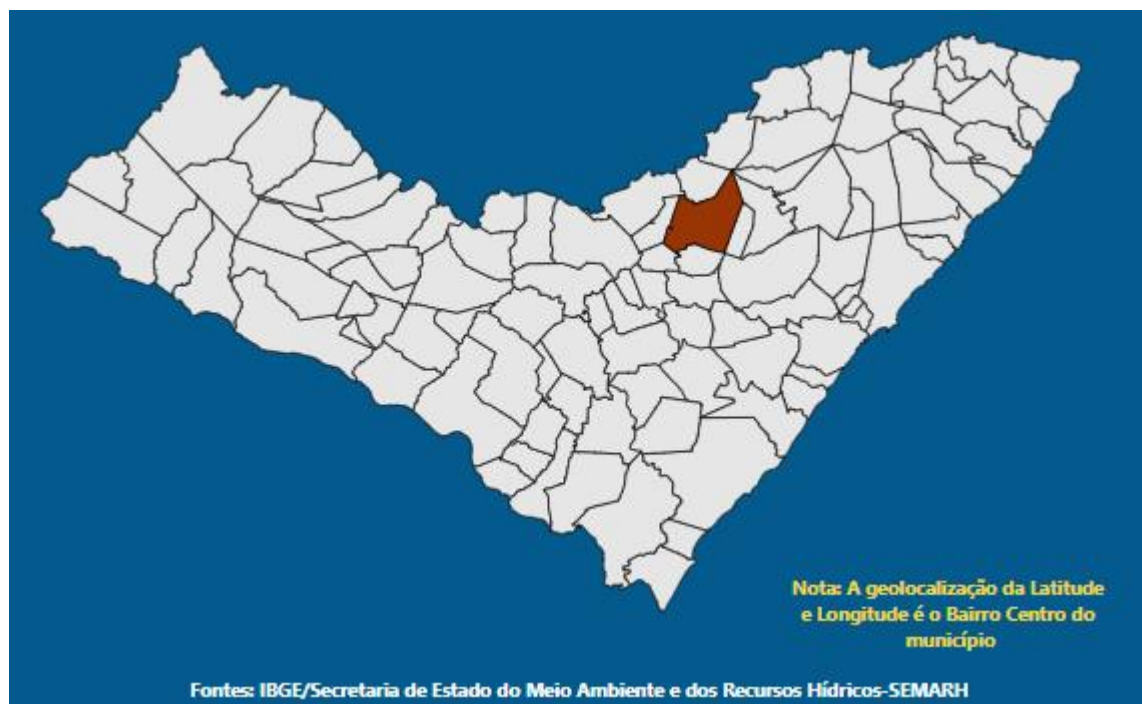 Nota: A geolocalização da Latitude
e Longitude é o Bairro Centro do
município
Fontes: IBGE/Secretaria de Estado do Meio Ambiente e dos Recursos Hídricos-SEMARH